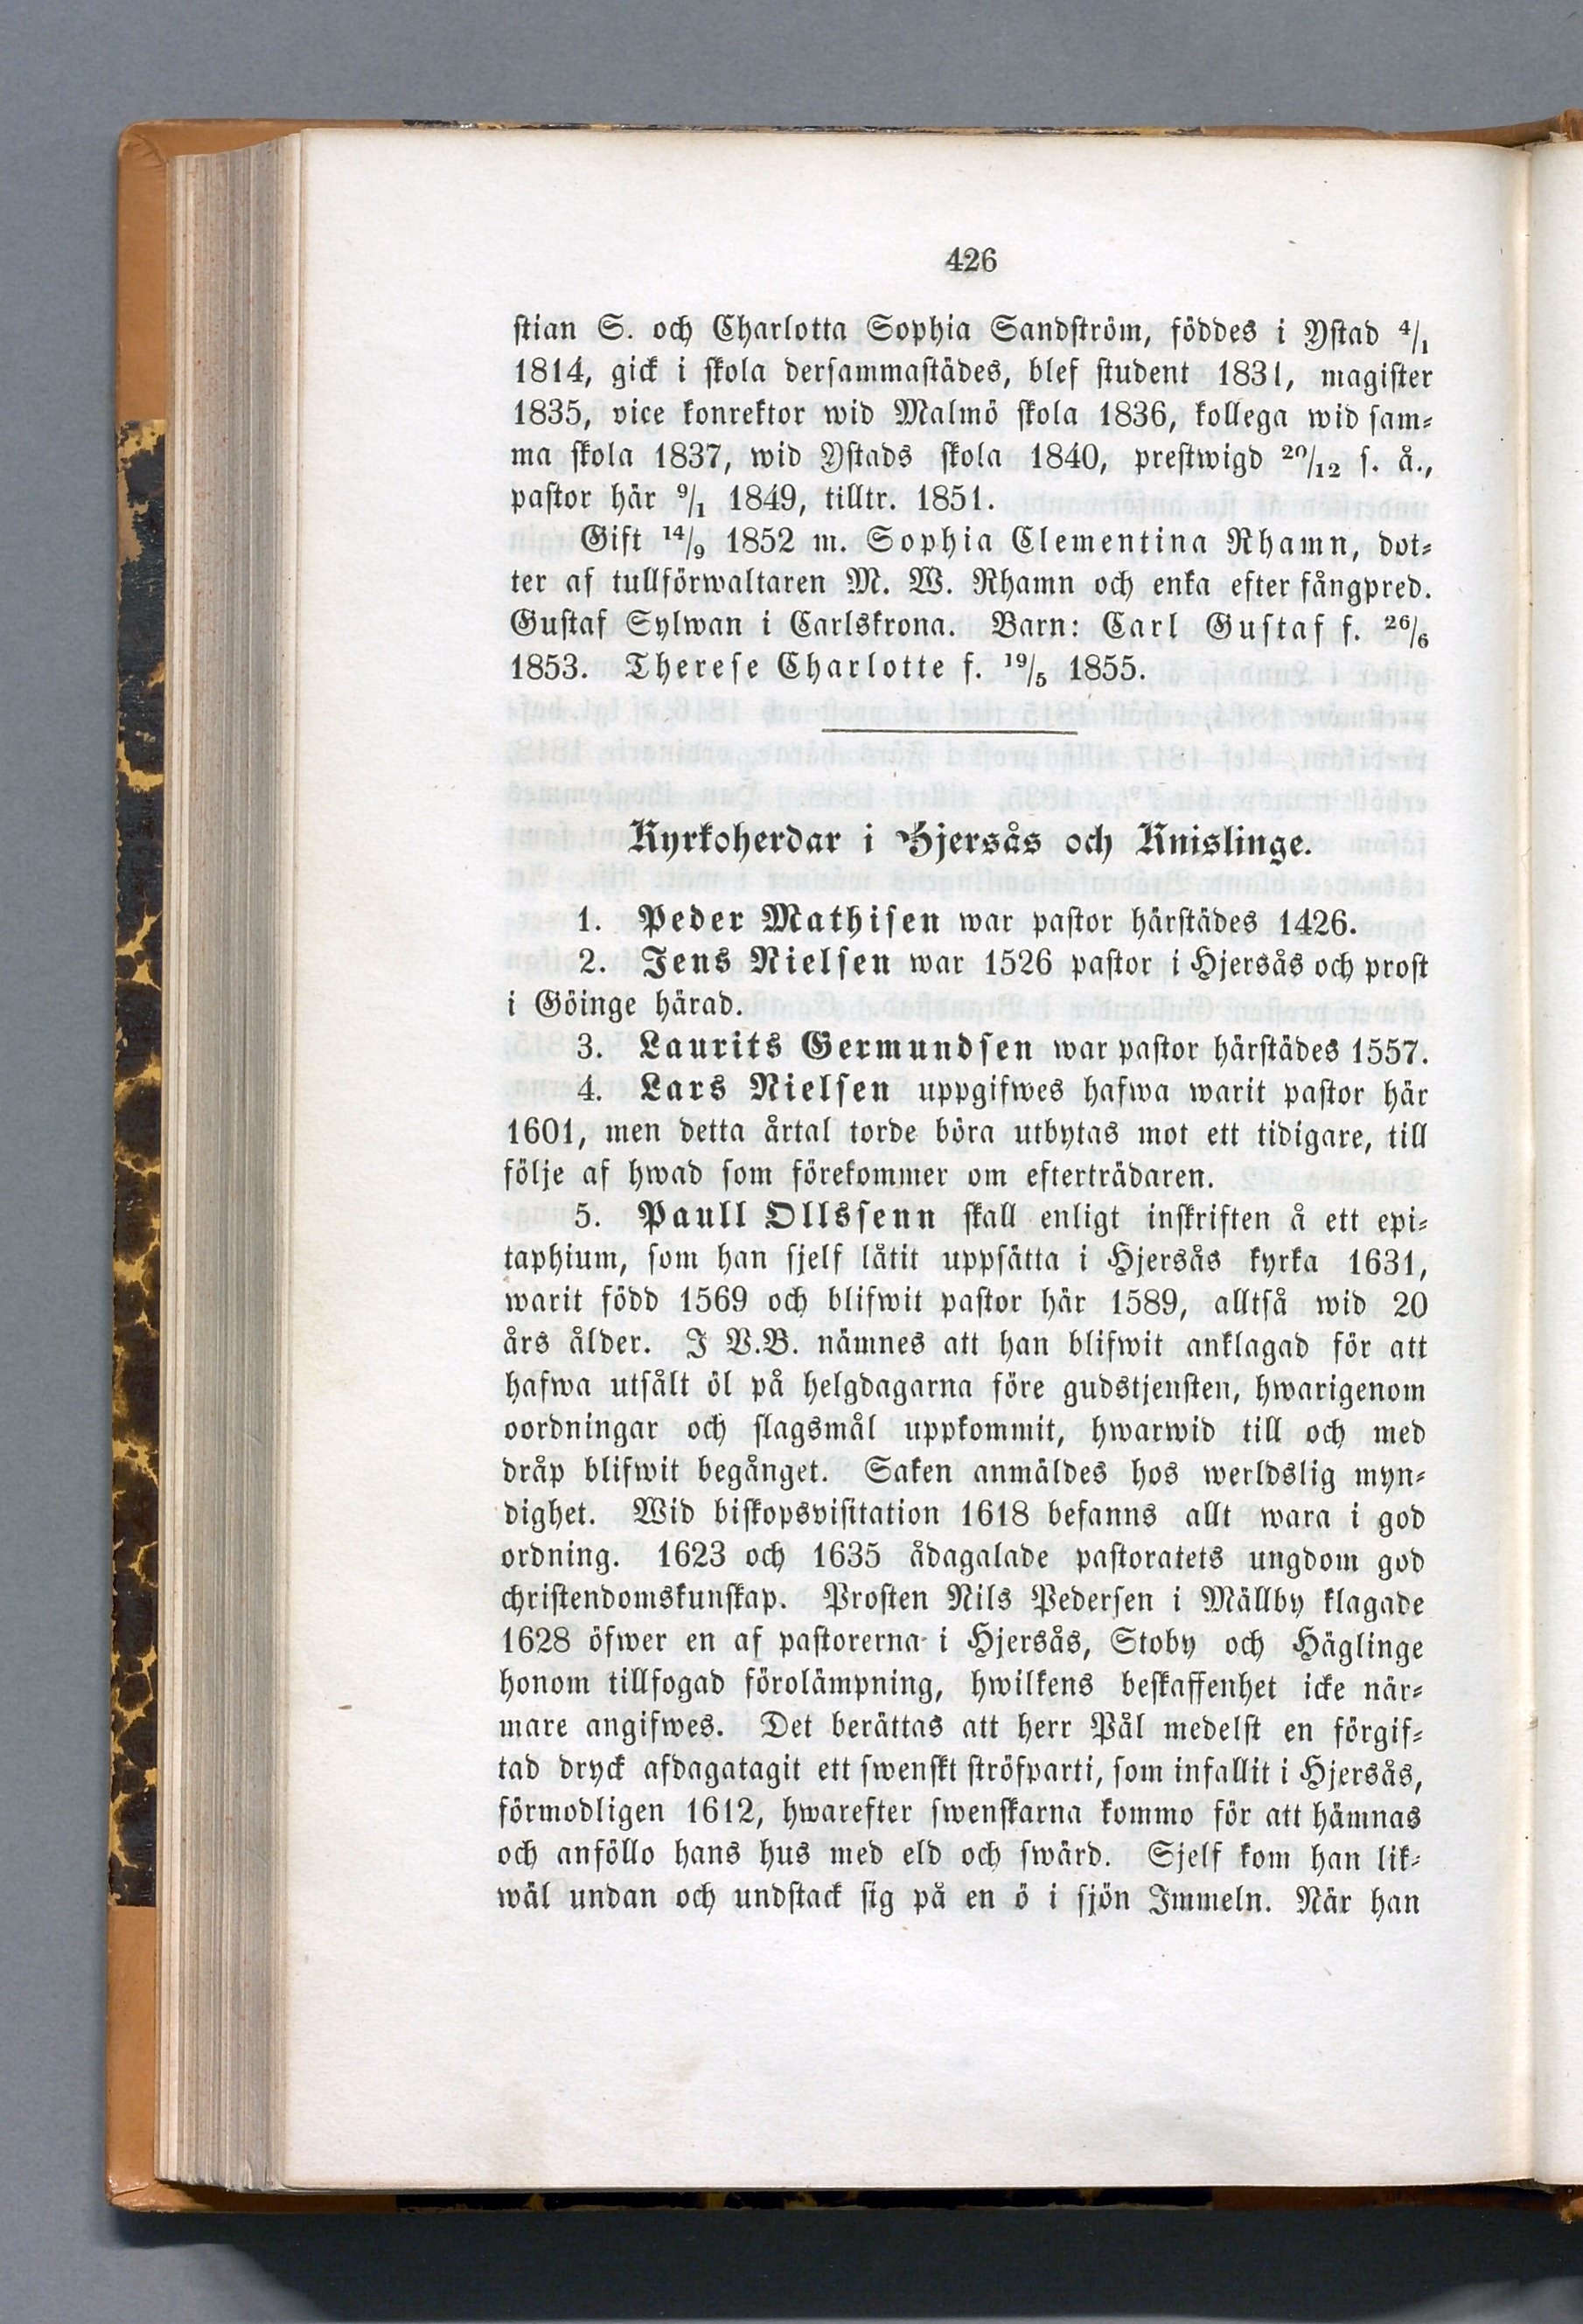 426
stian S. och Charlotta Sophia Sandström, föddes i Ystad 4/1
1814, gick i skola dersammastädes, blef student 1831, magister
1835, vice konrektor wid Malmö skola 1836, kollega wid sam-
ma skola 1837, wid Ystads skola 1840, prestwigd 20/12 s. å.,
pastor här 9/1 1849, tilltr. 1851.
Gift 14/9 1852 m. Sophia Clementina Rhamn, dot-
ter af tullförwaltaren M. W. Rhamn och enka efter fångpred.
Gustaf Sylwan i Carlskrona. Barn: Carl Gustaf f. 26/6
1853. Therese Charlotte f. 19/5 1855.
Kyrkoherdar i Hjersås och Knislinge.
1. Peder Mathisen war pastor härstädes 1426.
2. Jens Nielsen war 1526 pastor i Hjersås och prost
i Göinge härad.
3. Laurits Germundsen war pastor härstädes 1557.
4. Lars Nielsen uppgifwes hafwa warit pastor här
1601, men detta årtal torde böra utbytas mot ett tidigare, till
följe af hwad som förekommer om efterträdaren.
5. Paull Ollssenn skall enligt inskriften å ett epi-
taphium, som han sjelf låtit uppsätta i Hjersås kyrka 1631,
warit född 1569 och blifwit pastor här 1589, alltså wid 20
års ålder. I V.B. nämnes att han blifwit anklagad för att
hafwa utsålt öl på helgdagarna före gudstjensten, hwarigenom
oordningar och slagsmål uppkommit, hwarwid till och med
dråp blifwit begånget. Saken anmäldes hos werldslig myn-
dighet. Wid biskopsvisitation 1618 befanns allt wara i god
ordning. 1623 och 1635 ådagalade pastoratets ungdom god
christendomskunskap. Prosten Nils Pedersen i Mällby klagade
1628 öfwer en af pastorerna i Hjersås, Stoby och Häglinge
honom tillfogad förolämpning, hwilkens beskaffenhet icke när-
mare angifwes. Det berättas att herr Pål medelst en förgif-
tad dryck afdagatagit ett swenskt ströfparti, som infallit i Hjersås,
förmodligen 1612, hwarefter swenskarna kommo för att hämnas
och anföllo hans hus med eld och swärd. Sjelf kom han lik-
wäl undan och undstack sig på en ö i sjön Immeln. När han